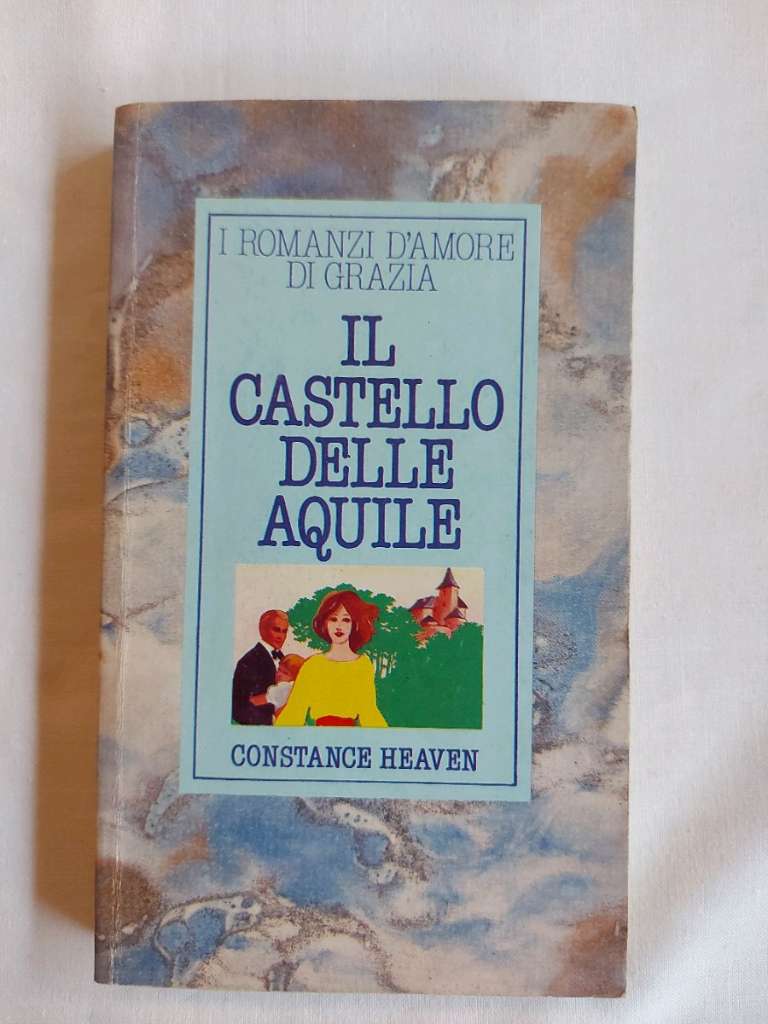 I ROMANZI D'AMORE
DI GRAZIA
IL
CASTELLO
DELLE
AQUILE
CONSTANCE HEAVEN